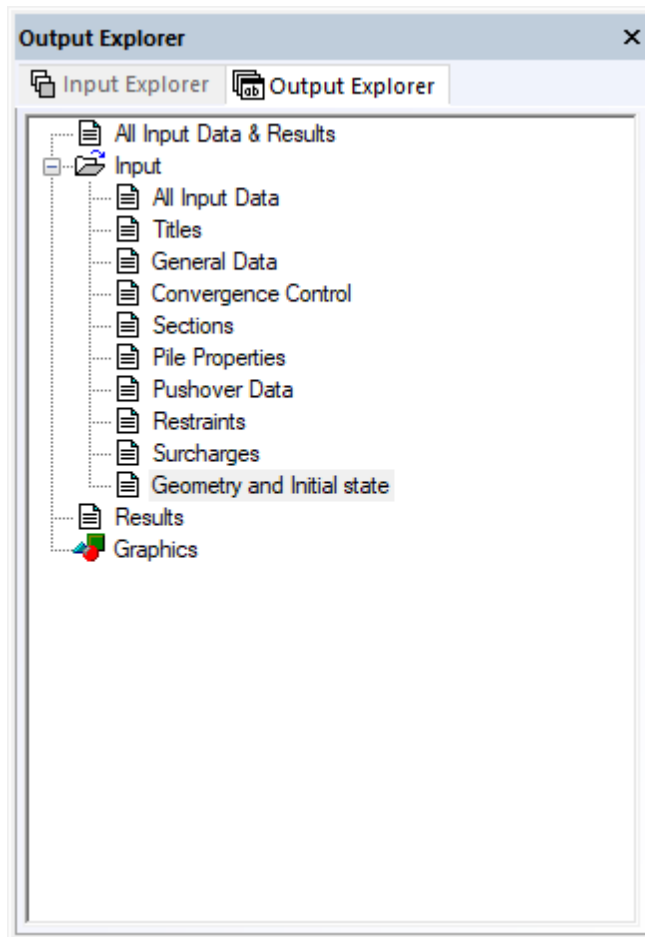 Output Explorer
Input Explorer Output Explorer
All Input Data & Results
Input
All Input Data
Titles
General Data
Convergence Control
Sections
Pile Properties
Pushover Data
Restraints
Surcharges
Geometry and Initial state
Results
Graphics